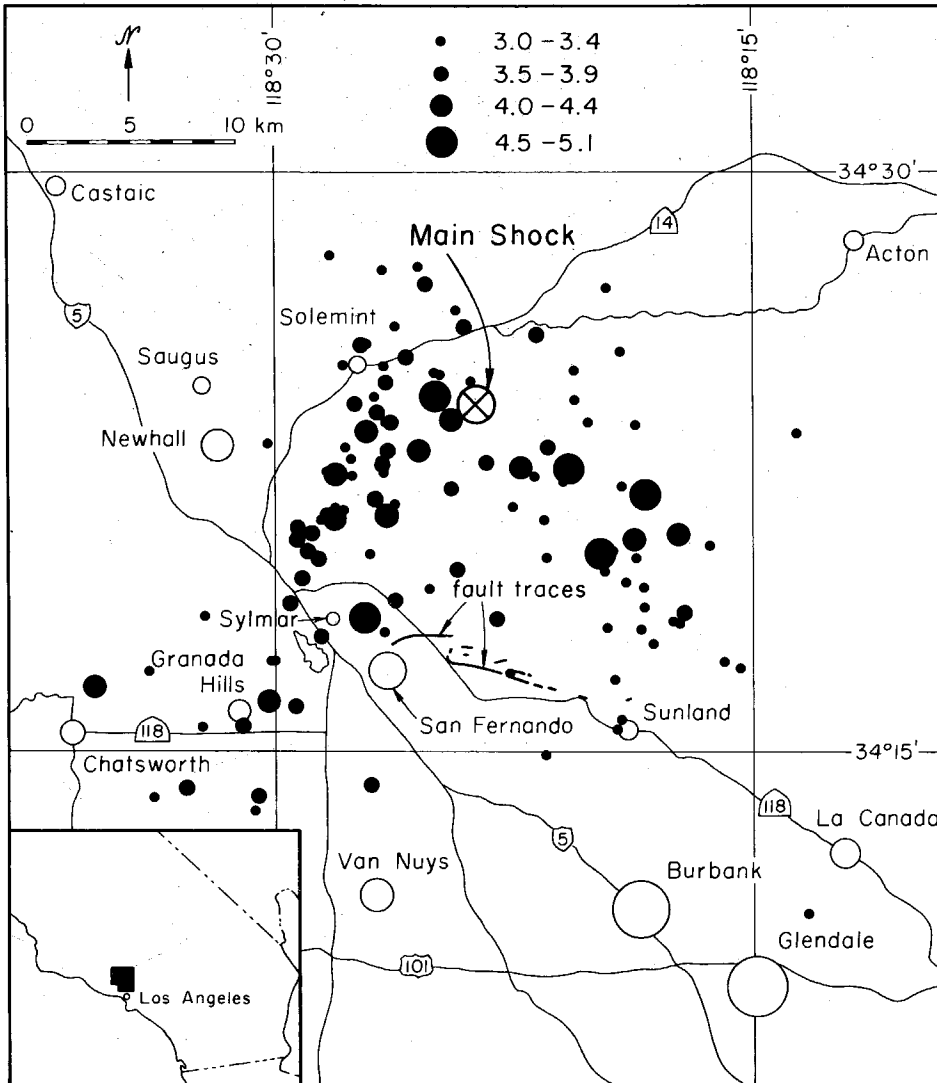 N
118°30'
118°15'
3.0 – 3.4
3.5 – 3.9
4.0 – 4.4
4.5 – 5.1
0 5 10 km
34°30'
Castaic
14
Main Shock
Acton
5
Solemint
Saugus
Newhall
fault traces
Sylmar
Granada
Hills
San Fernando
Sunland
118
34°15'
Chatsworth
118
La Canada
5
Van Nuys
Burbank
Glendale
101
Los Angeles